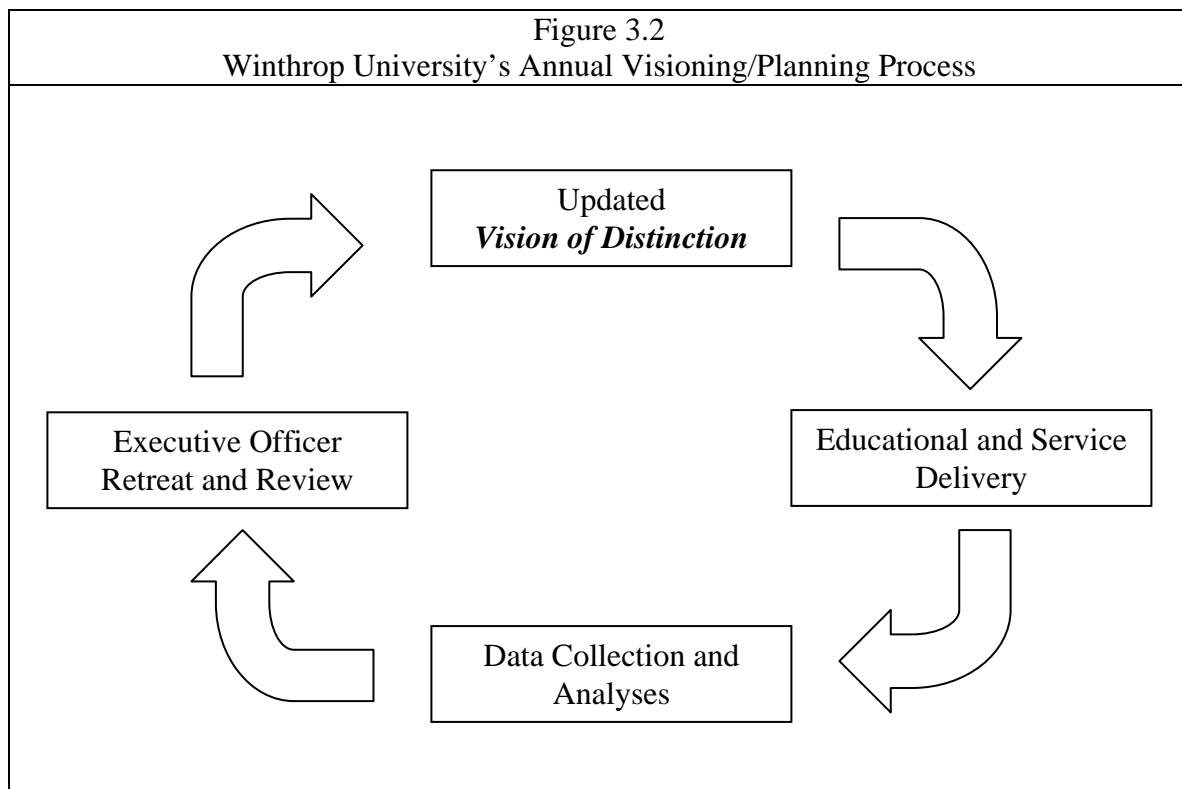 Figure 3.2
Winthrop University’s Annual Visioning/Planning Process
Updated
Vision of Distinction
Executive Officer
Retreat and Review
Educational and Service
Delivery
Data Collection and
Analyses